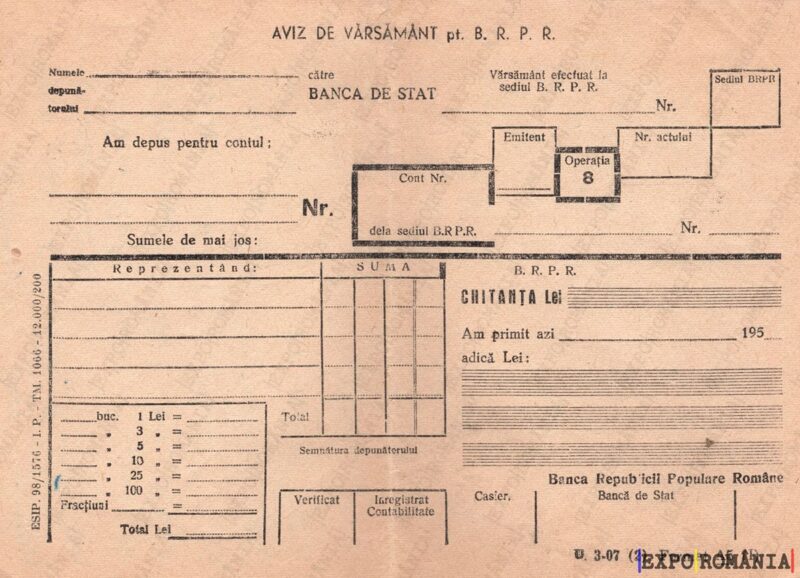 AVIZ DE VĂRSĂMÂNT pt. B. R. P. R.
Numele
depună-
torului
către
BANCA DE STAT
Vărsământ efectuat la
sediul B. R. P. R.
Nr.
Sediul BRPR
Am depus pentru contul:
Emitent
Operația
8
Nr. actului
Cont Nr.
Nr.
dela sediul B.R P.R.
Nr.
Sumele de mai jos:
Reprezentând:
SUMA
B. R. P. R.
CHITANȚA Lei
Am primit azi 195
adică Lei:
Total
Semnătura depunătorului
buc. 1 Lei =
„ 3 „ =
„ 5 „ =
„ 10 „ =
„ 25 „ =
„ 100 „ =
Fracțiuni =
Total Lei
Verificat
Inregistrat
Contabilitate
Casier,
Banca Republicii Populare Române
Bancă de Stat
ESIP. 98/1576 - I. P. - TM. 1066 - 12.000/200
U. 3-07
EXPO ROMANIA